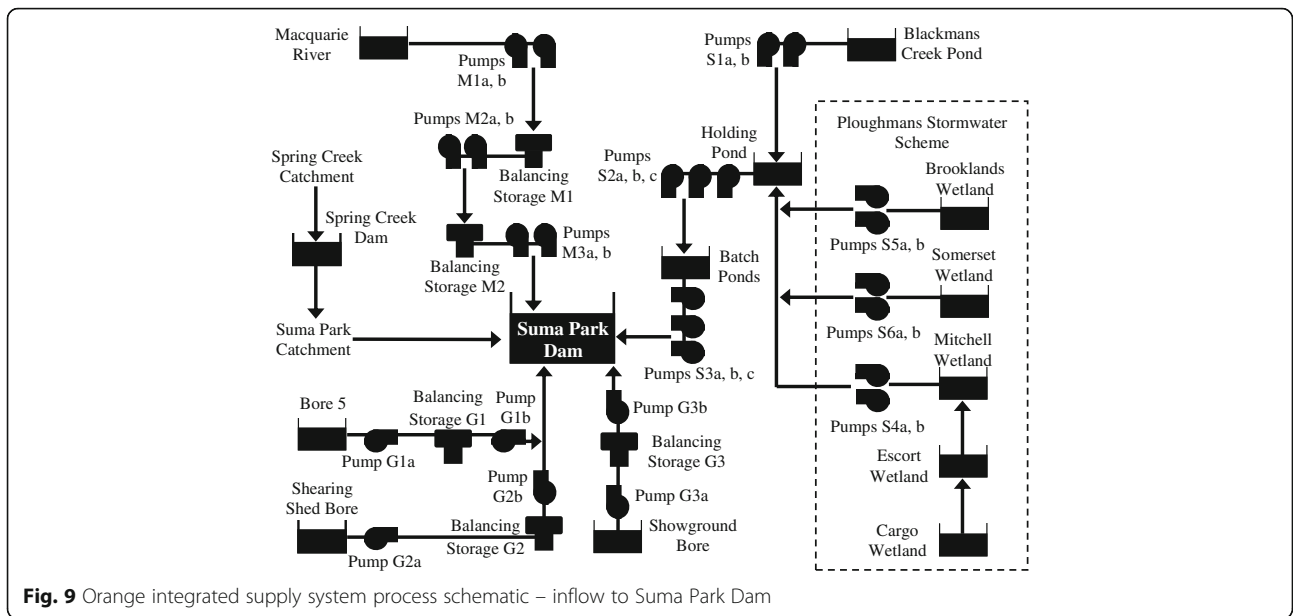 Macquarie
River
Pumps
M1a, b
Pumps
S1a, b
Blackmans
Creek Pond
Pumps M2a, b
Balancing
Storage M1
Holding
Pond
Pumps
S2a, b, c
Ploughmans Stormwater
Scheme
Brooklands
Wetland
Pumps S5a, b
Spring Creek
Catchment
Spring Creek
Dam
Balancing
Storage M2
Pumps
M3a, b
Batch
Ponds
Somerset
Wetland
Pumps S6a, b
Suma Park
Catchment
Suma Park
Dam
Pumps S3a, b, c
Mitchell
Wetland
Pumps S4a, b
Bore 5
Pump G1a
Balancing
Storage G1
Pump
G1b
Pump G3b
Balancing
Storage G3
Escort
Wetland
Shearing
Shed Bore
Pump G2a
Pump
G2b
Balancing
Storage G2
Pump G3a
Showground
Bore
Cargo
Wetland
Fig. 9 Orange integrated supply system process schematic – inflow to Suma Park Dam